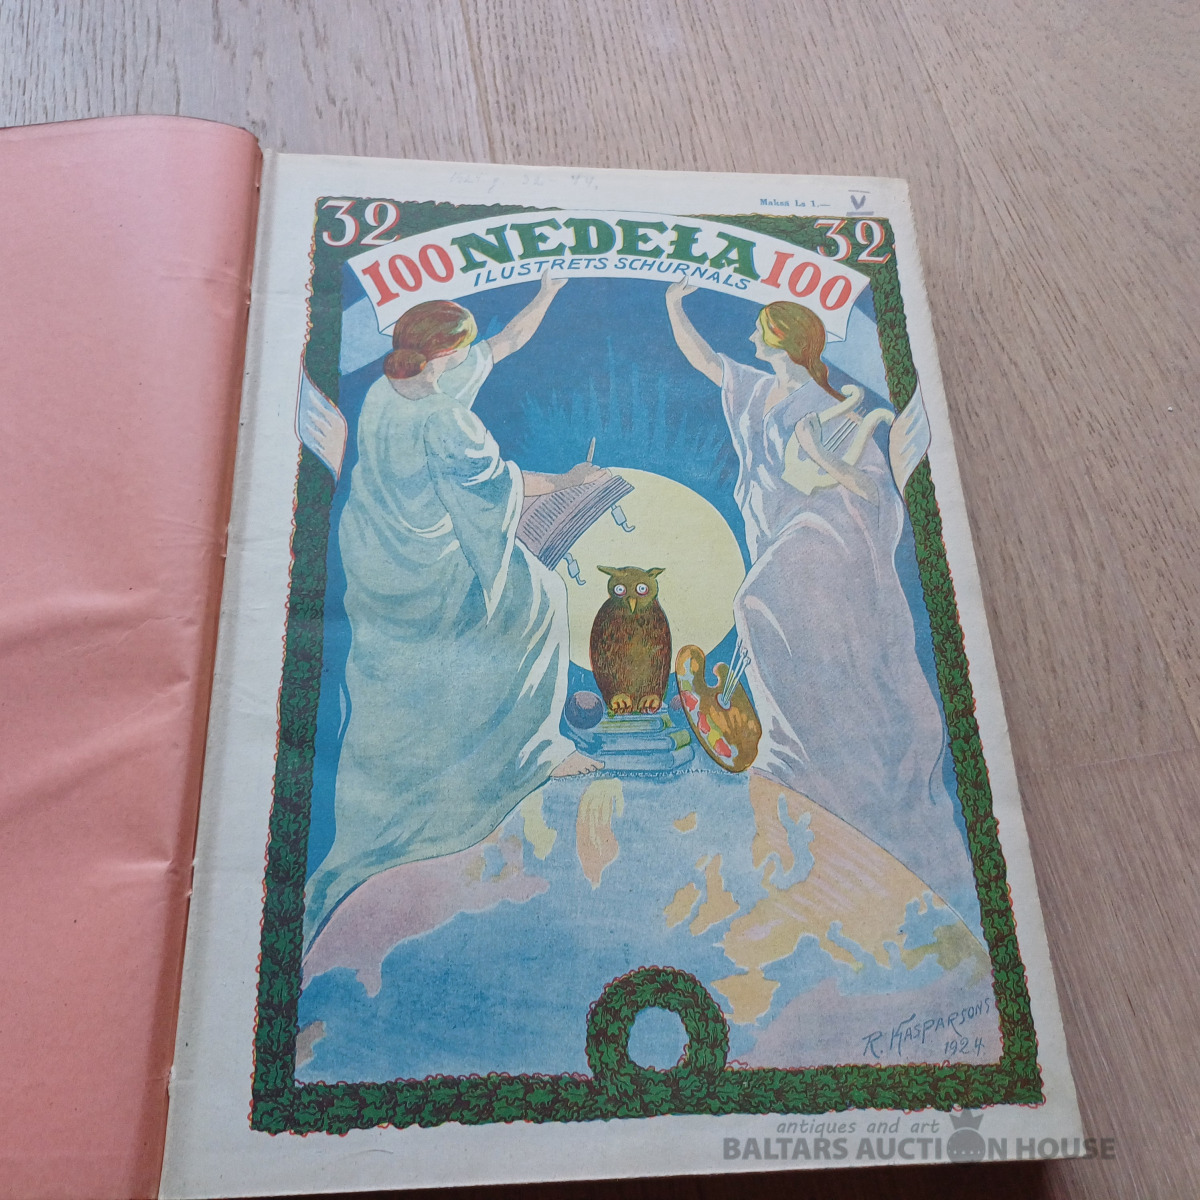 Maksā Ls 1.—
V
32 32
100 NEDEŁA 100
ILUSTRETS SCHURNALS
R. KASPARSONS
1924
antiques and art
BALTARS AUCTION HOUSE